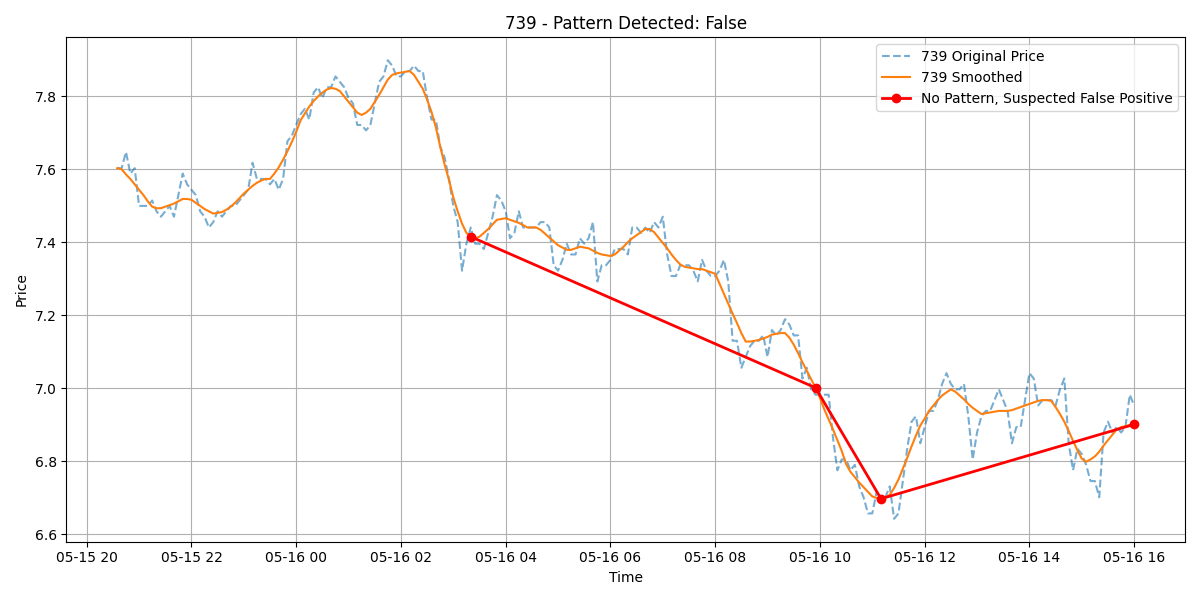 739 - Pattern Detected: False
739 Original Price
739 Smoothed
No Pattern, Suspected False Positive
Price
7.8
7.6
7.4
7.2
7.0
6.8
6.6
05-15 20 05-15 22 05-16 00 05-16 02 05-16 04 05-16 06 05-16 08 05-16 10 05-16 12 05-16 14 05-16 16
Time